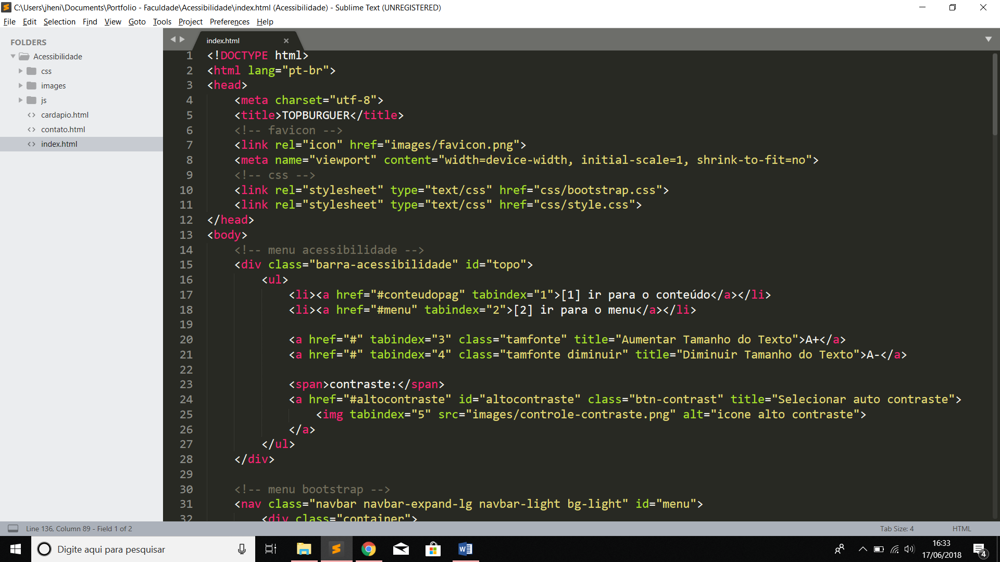 C:\Users\jheni\Documents\Portfolio - Faculdade\Acessibilidade\index.html (Acessibilidade) - Sublime Text (UNREGISTERED)
File Edit Selection Find View Goto Tools Project Preferences Help
FOLDERS
Acessibilidade
css
images
js
cardapio.html
contato.html
index.html
index.html
1 <!DOCTYPE html>
2 <html lang="pt-br">
3 <head>
4 <meta charset="utf-8">
5 <title>TOPBURGUER</title>
6 <!-- favicon -->
7 <link rel="icon" href="images/favicon.png">
8 <meta name="viewport" content="width=device-width, initial-scale=1, shrink-to-fit=no">
9 <!-- css -->
10 <link rel="stylesheet" type="text/css" href="css/bootstrap.css">
11 <link rel="stylesheet" type="text/css" href="css/style.css">
12 </head>
13 <body>
14 <!-- menu acessibilidade -->
15 <div class="barra-acessibilidade" id="topo">
16 <ul>
17 <li><a href="#conteudopag" tabindex="1">[1] ir para o conteúdo</a></li>
18 <li><a href="#menu" tabindex="2">[2] ir para o menu</a></li>
19
20 <a href="#" tabindex="3" class="tamfonte" title="Aumentar Tamanho do Texto">A+</a>
21 <a href="#" tabindex="4" class="tamfonte diminuir" title="Diminuir Tamanho do Texto">A-</a>
22
23 <span>contraste:</span>
24 <a href="#altocontraste" id="altocontraste" class="btn-contrast" title="Selecionar auto contraste">
25 <img tabindex="5" src="images/controle-contraste.png" alt="icone alto contraste">
26 </a>
27 </ul>
28 </div>
29
30 <!-- menu bootstrap -->
31 <nav class="navbar navbar-expand-lg navbar-light bg-light" id="menu">
32 <div class="container">
Line 136, Column 89 - Field 1 of 2
Tab Size: 4
HTML
Digite aqui para pesquisar
16:33
17/06/2018
4